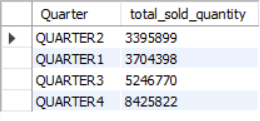 Quarter total_sold_quantity
QUARTER2 3395899
QUARTER1 3704398
QUARTER3 5246770
QUARTER4 8425822